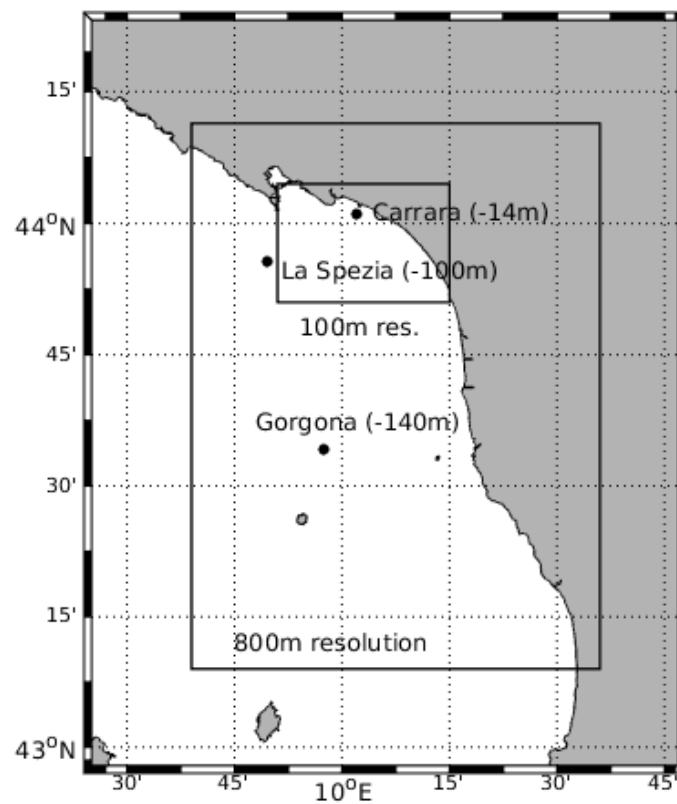 15'
Carrara (-14m)
44°N
La Spezia (-100m)
100m res.
45'
Gorgona (-140m)
30'
15'
800m resolution
43°N
30'
45'
10°E
15'
30'
45'